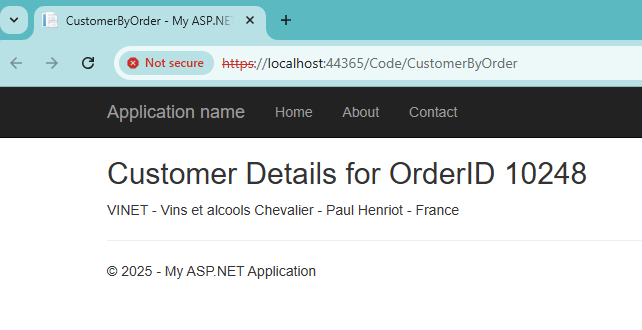 CustomerByOrder - My ASP.NET
Not secure https://localhost:44365/Code/CustomerByOrder
Application name Home About Contact
Customer Details for OrderID 10248
VINET - Vins et alcools Chevalier - Paul Henriot - France
© 2025 - My ASP.NET Application